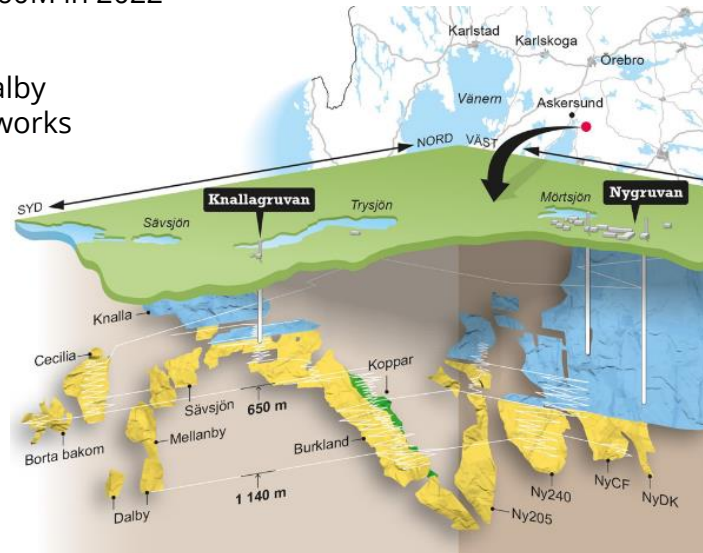 Karlstad
Karlskoga
Örebro
alby
Vänern
Askersund
works
NORD VÄST
Knallagruvan
Mörtsjön
Nygruvan
SYD
Trysjön
Sävsjön
Knalla
Cecilia
Koppar
Sävsjön
650 m
Mellanby
Burkland
Borta bakom
1 140 m
Ny240
NyCF
NyDK
Dalby
Ny205